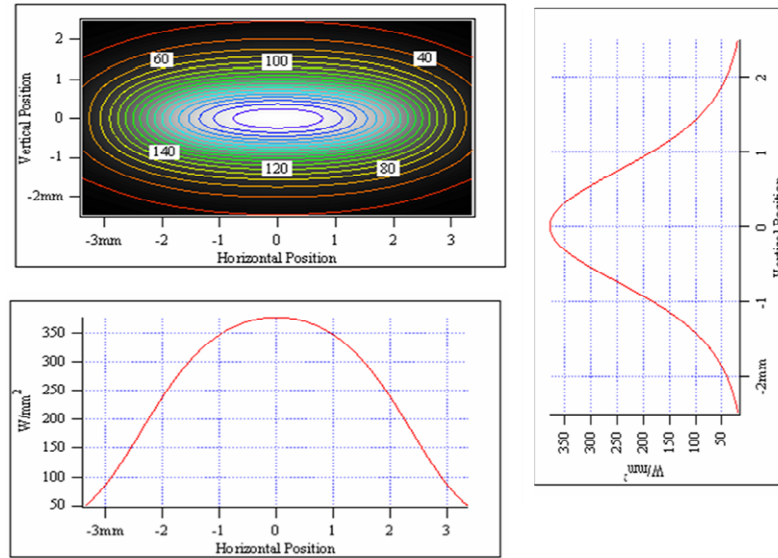 2
1
0
-1
-2mm
Vertical Position
60
100
40
140
120
80
-3mm -2 -1 0 1 2 3
Horizontal Position
350
300
250
200
150
100
50
W/mm²
-3mm -2 -1 0 1 2 3
Horizontal Position
2
1
0
-1
-2mm
Vertical Position
350 300 250 200 150 100 50
W/mm²